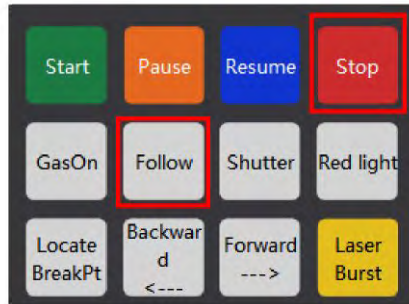 Start Pause Resume Stop
GasOn Follow Shutter Red light
Locate
BreakPt
Backwar
d
<---
Forward
--->
Laser
Burst